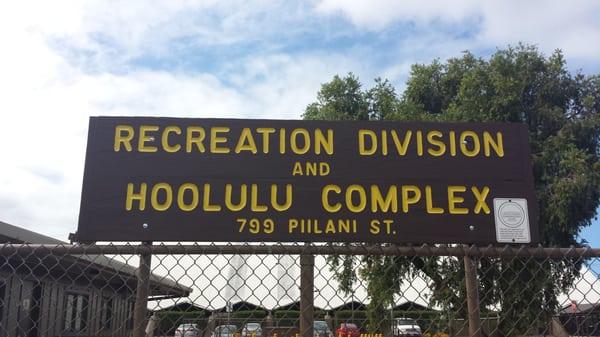 RECREATION DIVISION
AND
HOOLULU COMPLEX
799 PIILANI ST.